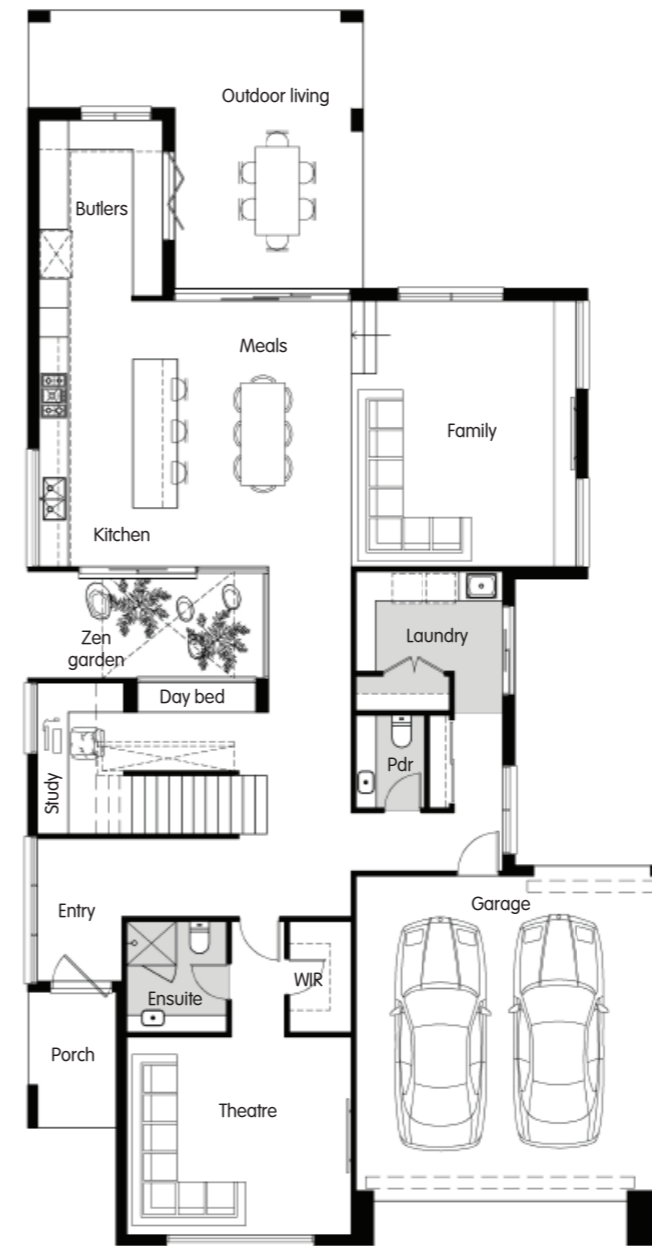 Outdoor living
Butlers
Meals
Family
Kitchen
Zen
garden
Laundry
Day bed
Pdr
Study
Garage
Entry
WIR
Ensuite
Porch
Theatre